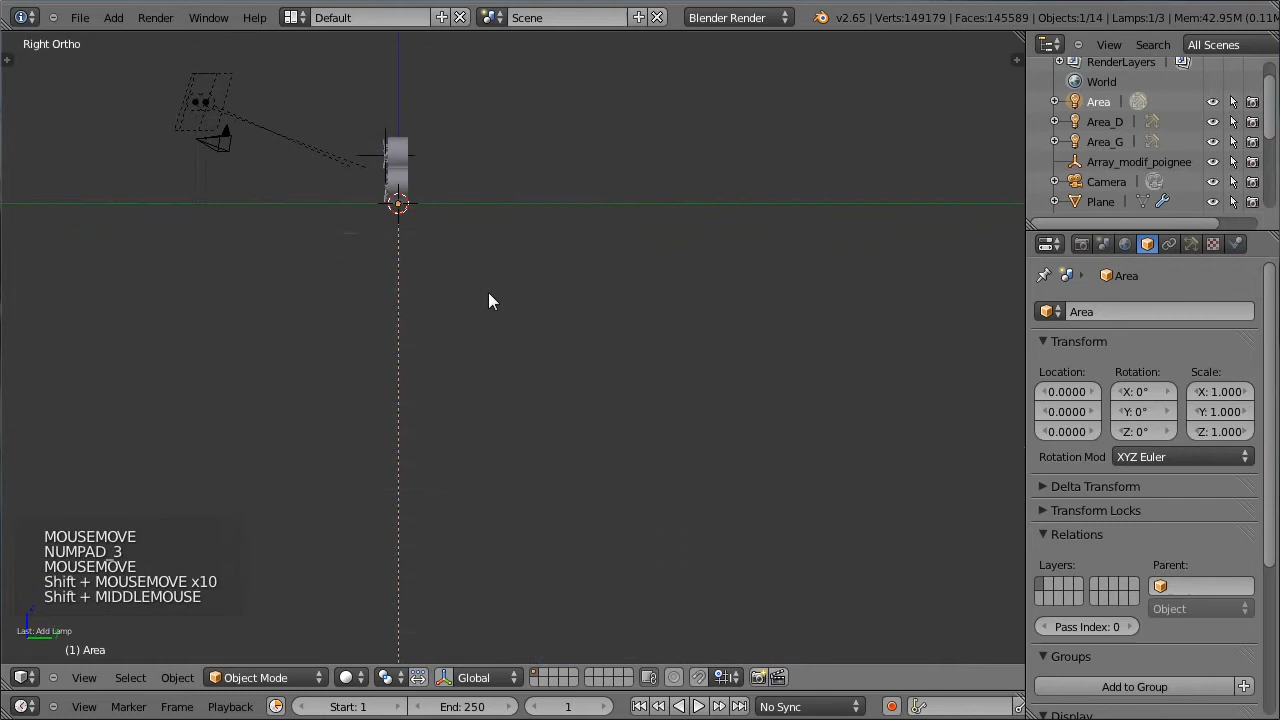 File Add Render Window Help Default Scene Blender Render v2.65 | Verts:149179 | Faces:145589 | Objects:1/14 | Lamps:1/3 | Mem:42.95M (0.11M
Right Ortho
View Search All Scenes
RenderLayers
World
Area
Area_D
Area_G
Array_modif_poignee
Camera
Plane
Area
Area
Transform
Location: Rotation: Scale:
0.0000 X: 0° X: 1.000
0.0000 Y: 0° Y: 1.000
0.0000 Z: 0° Z: 1.000
Rotation Mod XYZ Euler
Delta Transform
Transform Locks
Relations
Layers: Parent:
Object
Pass Index: 0
Groups
Add to Group
Display
MOUSEMOVE
NUMPAD_3
MOUSEMOVE
Shift + MOUSEMOVE x10
Shift + MIDDLEMOUSE
Last: Add Lamp
(1) Area
View Select Object Object Mode Global
View Marker Frame Playback Start: 1 End: 250 1 No Sync